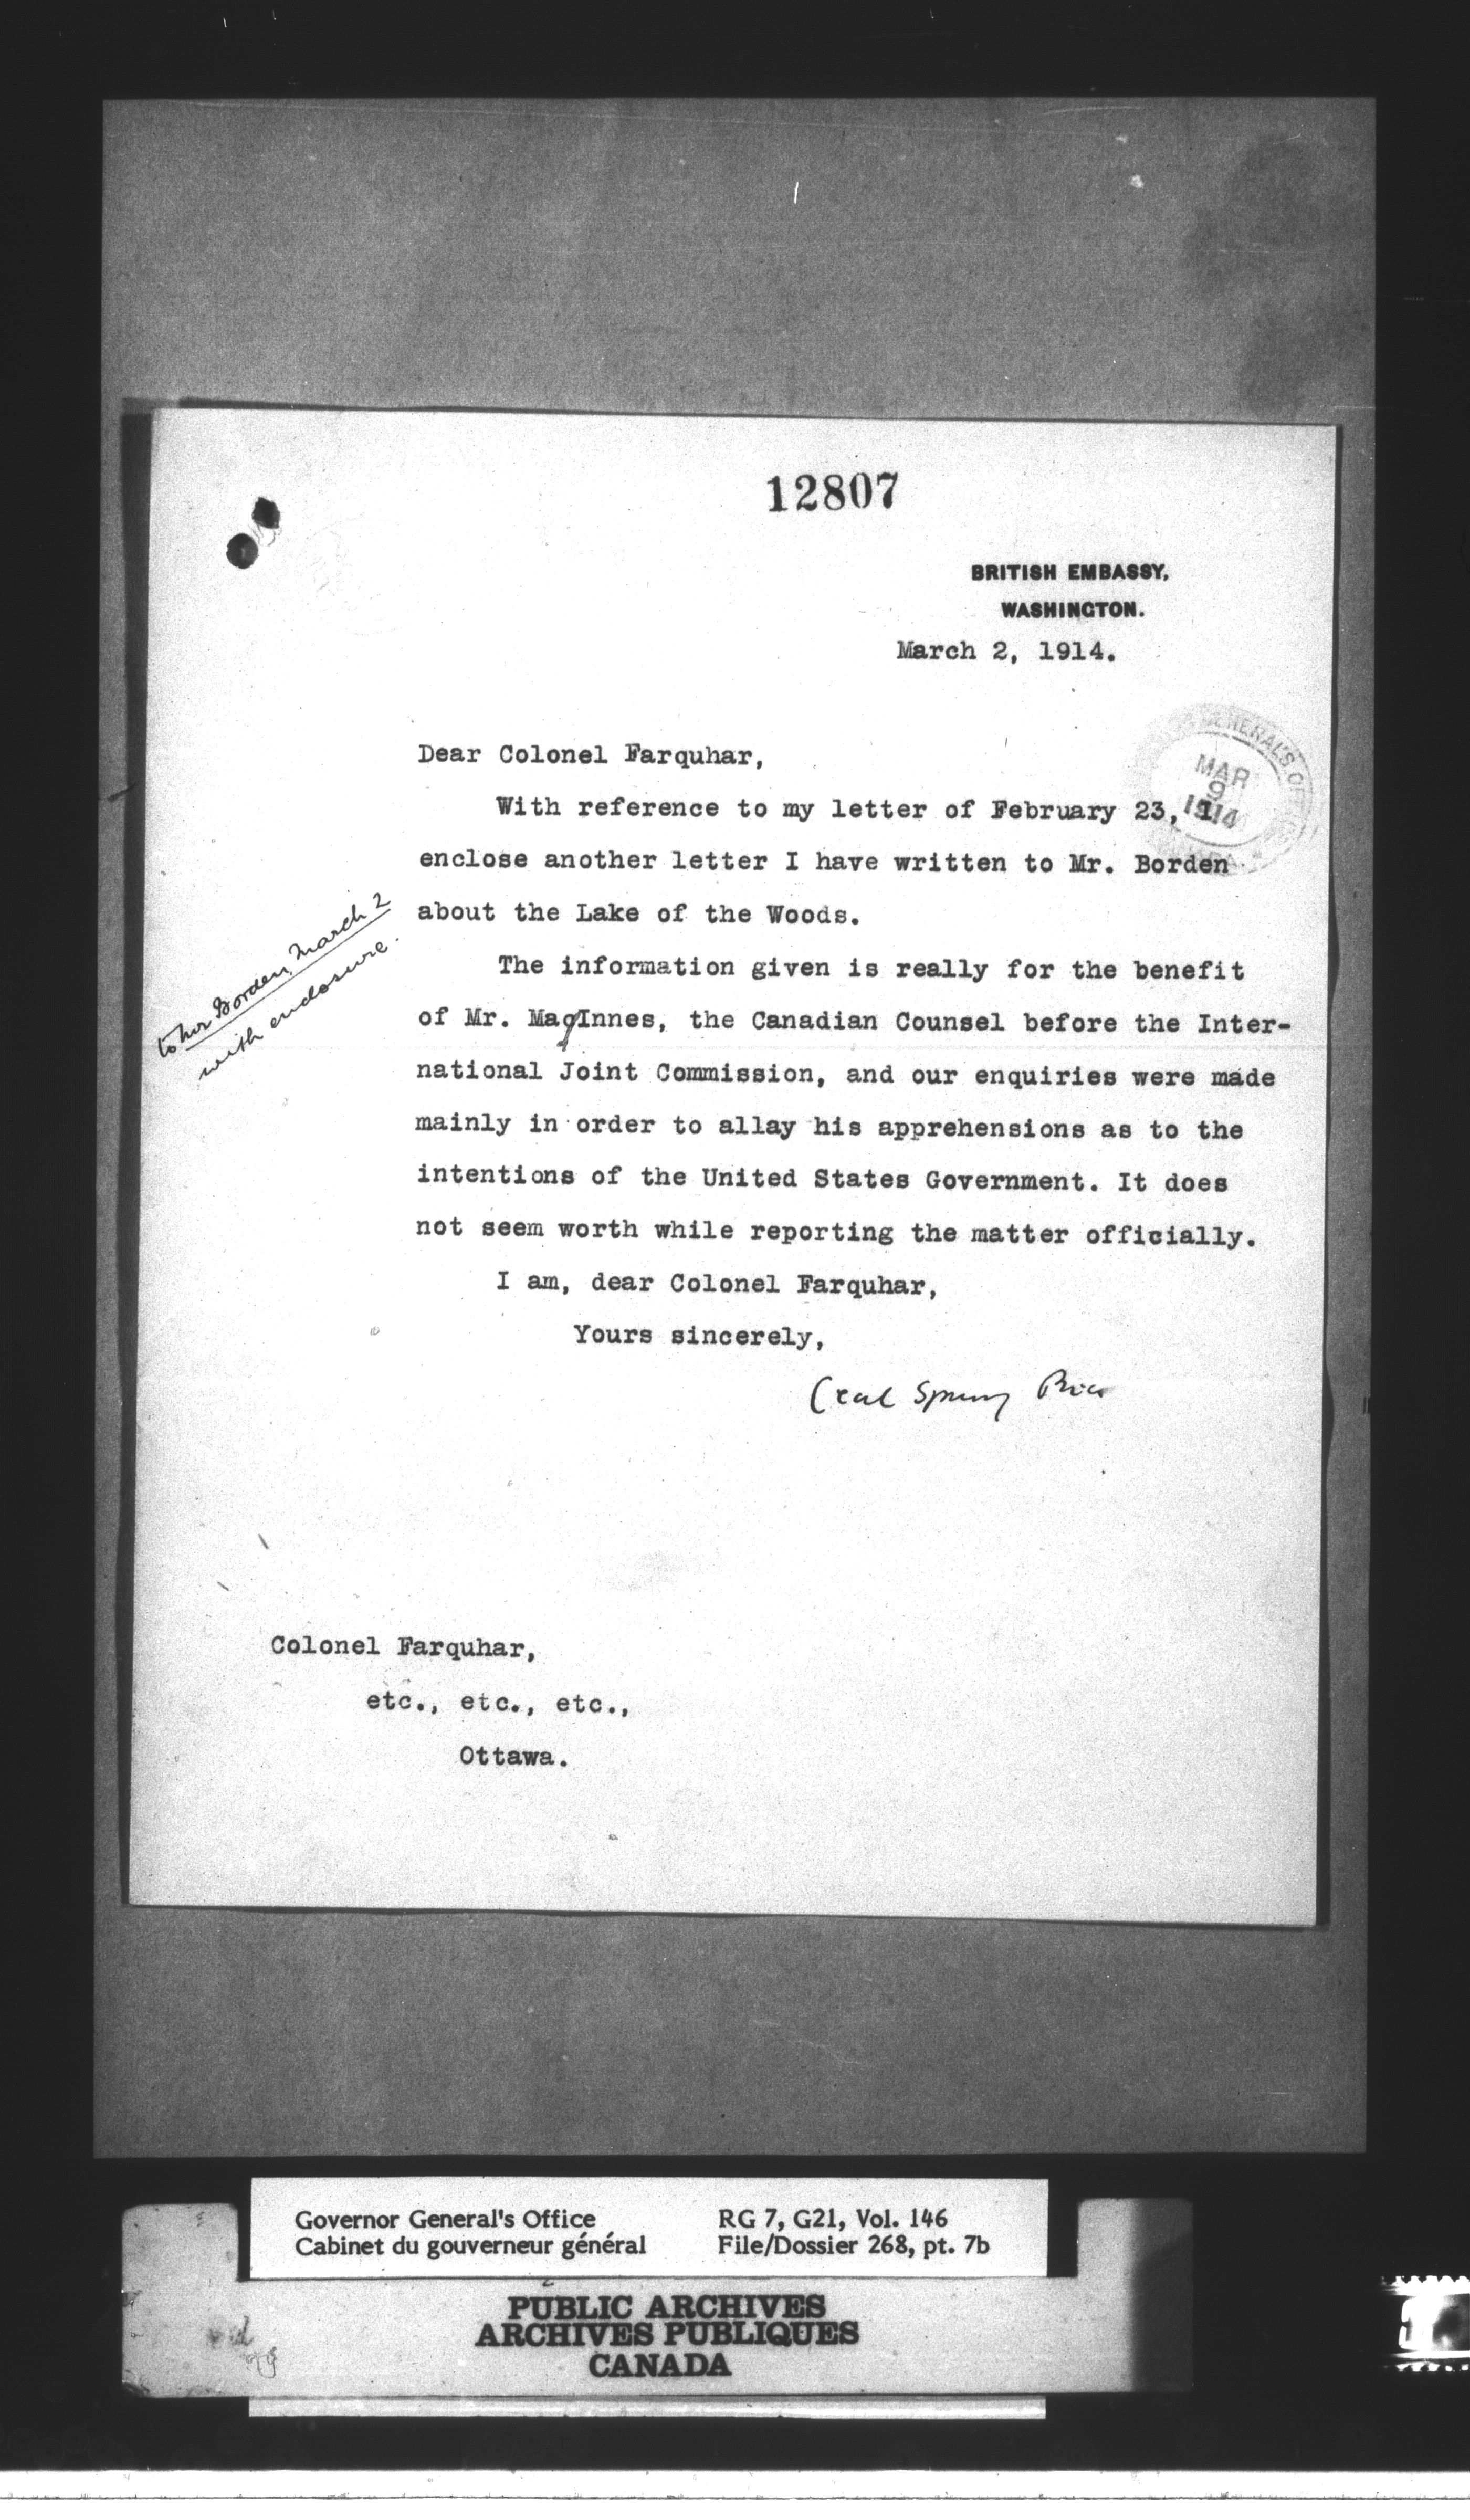 12807
BRITISH EMBASSY,
WASHINGTON.
March 2, 1914.
GENERAL'S OFFICE
MAR
9
1914
Dear Colonel Farquhar,
With reference to my letter of February 23, I
enclose another letter I have written to Mr. Borden
about the Lake of the Woods.
to Mr Borden, March 2
with enclosure.
The information given is really for the benefit
of Mr. MagInnes, the Canadian Counsel before the Inter-
national Joint Commission, and our enquiries were made
mainly in order to allay his apprehensions as to the
intentions of the United States Government. It does
not seem worth while reporting the matter officially.
I am, dear Colonel Farquhar,
Yours sincerely,
Cecil Spring Rice
Colonel Farquhar,
etc., etc., etc.,
Ottawa.
Governor General's Office
Cabinet du gouverneur général
RG 7, G21, Vol. 146
File/Dossier 268, pt. 7b
PUBLIC ARCHIVES
ARCHIVES PUBLIQUES
CANADA